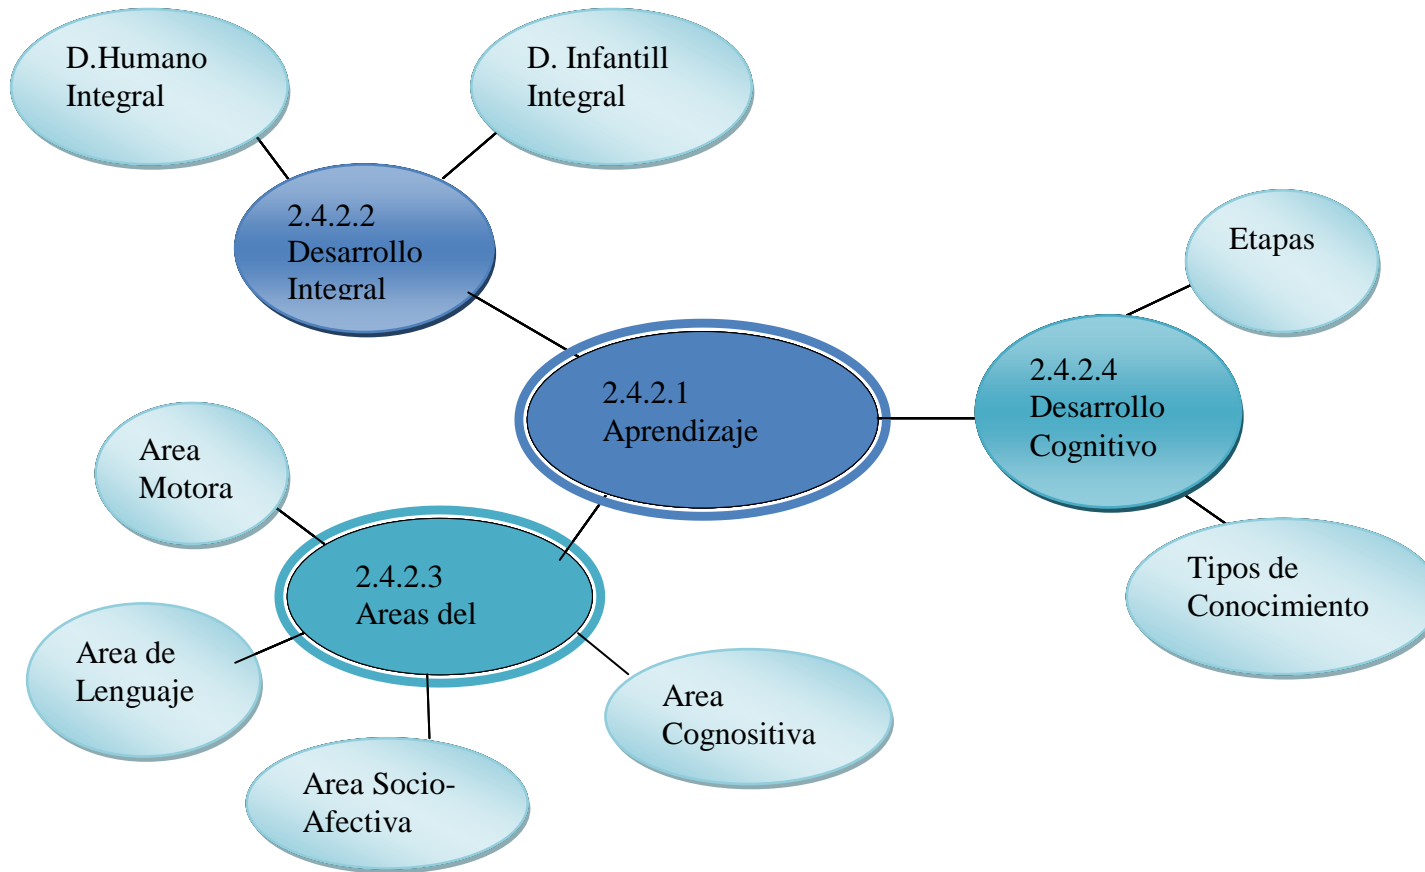 D.Humano
Integral
D. Infantill
Integral
2.4.2.2
Desarrollo
Integral
Etapas
2.4.2.1
Aprendizaje
2.4.2.4
Desarrollo
Cognitivo
Area
Motora
2.4.2.3
Areas del
Tipos de
Conocimiento
Area de
Lenguaje
Area
Cognositiva
Area Socio-
Afectiva